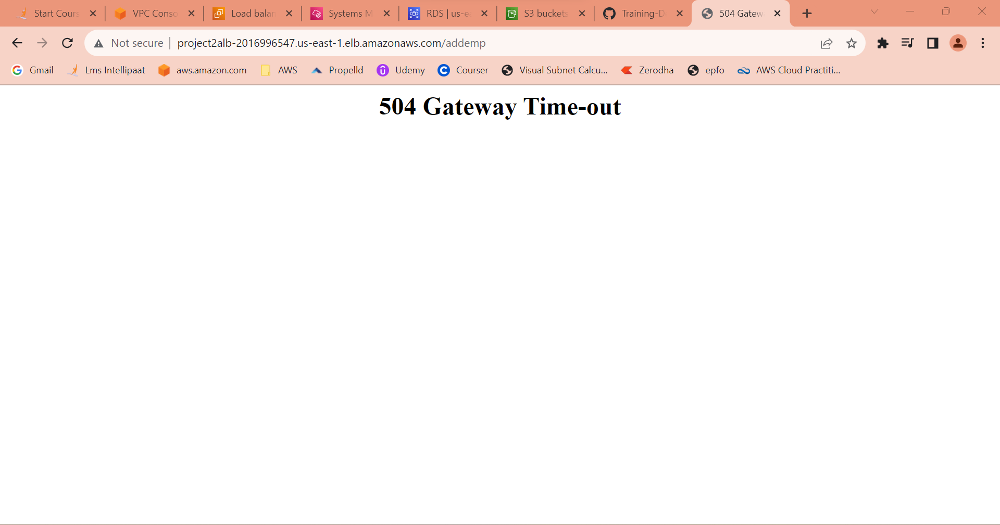 Start Cours
VPC Conso
Load balan
Systems M
RDS | us-ea
S3 buckets
Training-D
504 Gatew
Not secure
project2alb-2016996547.us-east-1.elb.amazonaws.com/addemp
Gmail
Lms Intellipaat
aws.amazon.com
AWS
Propelld
Udemy
Courser
Visual Subnet Calcu...
Zerodha
epfo
AWS Cloud Practiti...
504 Gateway Time-out